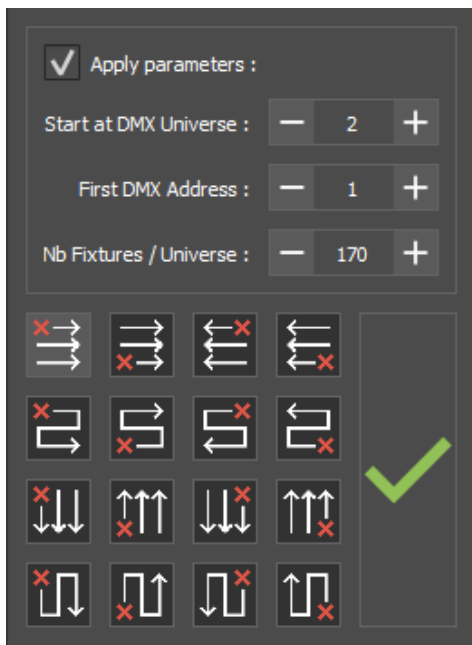 Apply parameters :
Start at DMX Universe : 2
First DMX Address : 1
Nb Fixtures / Universe : 170